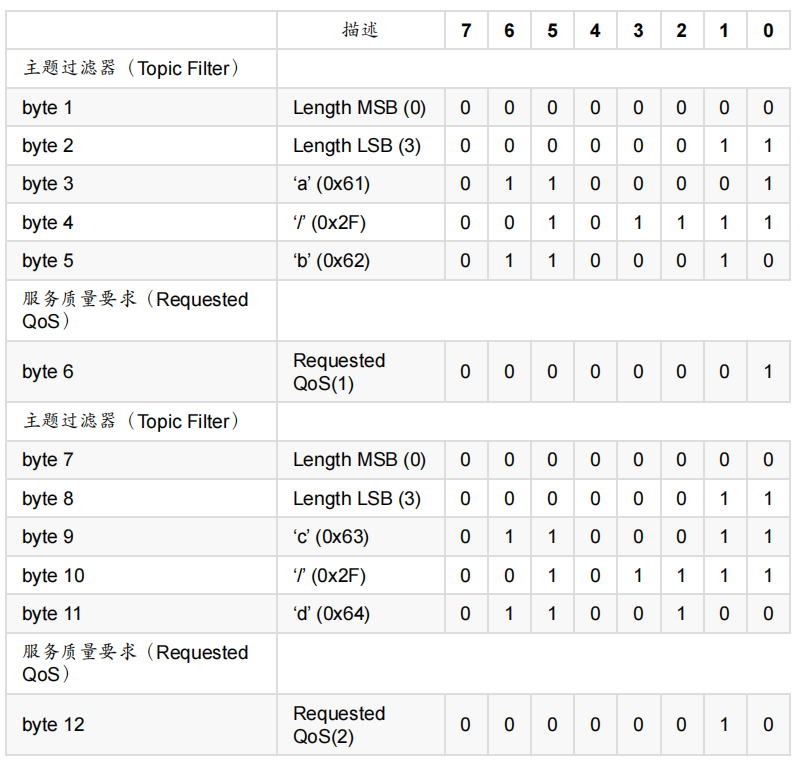 描述 7 6 5 4 3 2 1 0
主题过滤器（Topic Filter）
byte 1 Length MSB (0) 0 0 0 0 0 0 0 0
byte 2 Length LSB (3) 0 0 0 0 0 0 1 1
byte 3 ‘a’ (0x61) 0 1 1 0 0 0 0 1
byte 4 ‘/’ (0x2F) 0 0 1 0 1 1 1 1
byte 5 ‘b’ (0x62) 0 1 1 0 0 0 1 0
服务质量要求（Requested
QoS）
byte 6 Requested
QoS(1) 0 0 0 0 0 0 0 1
主题过滤器（Topic Filter）
byte 7 Length MSB (0) 0 0 0 0 0 0 0 0
byte 8 Length LSB (3) 0 0 0 0 0 0 1 1
byte 9 ‘c’ (0x63) 0 1 1 0 0 0 1 1
byte 10 ‘/’ (0x2F) 0 0 1 0 1 1 1 1
byte 11 ‘d’ (0x64) 0 1 1 0 0 1 0 0
服务质量要求（Requested
QoS）
byte 12 Requested
QoS(2) 0 0 0 0 0 0 1 0